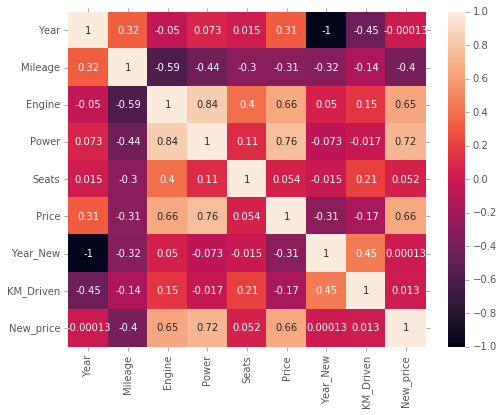 Year 1 0.32 -0.05 0.073 0.015 0.31 -1 -0.45 -0.00013
Mileage 0.32 1 -0.59 -0.44 -0.3 -0.31 -0.32 -0.14 -0.4
Engine -0.05 -0.59 1 0.84 0.4 0.66 0.05 0.15 0.65
Power 0.073 -0.44 0.84 1 0.11 0.76 -0.073 -0.017 0.72
Seats 0.015 -0.3 0.4 0.11 1 0.054 -0.015 0.21 0.052
Price 0.31 -0.31 0.66 0.76 0.054 1 -0.31 -0.17 0.66
Year_New -1 -0.32 0.05 -0.073 -0.015 -0.31 1 0.45 0.00013
KM_Driven -0.45 -0.14 0.15 -0.017 0.21 -0.17 0.45 1 0.013
New_price -0.00013 -0.4 0.65 0.72 0.052 0.66 0.00013 0.013 1
Year
Mileage
Engine
Power
Seats
Price
Year_New
KM_Driven
New_price
1.0
0.8
0.6
0.4
0.2
0.0
−0.2
−0.4
−0.6
−0.8
−1.0